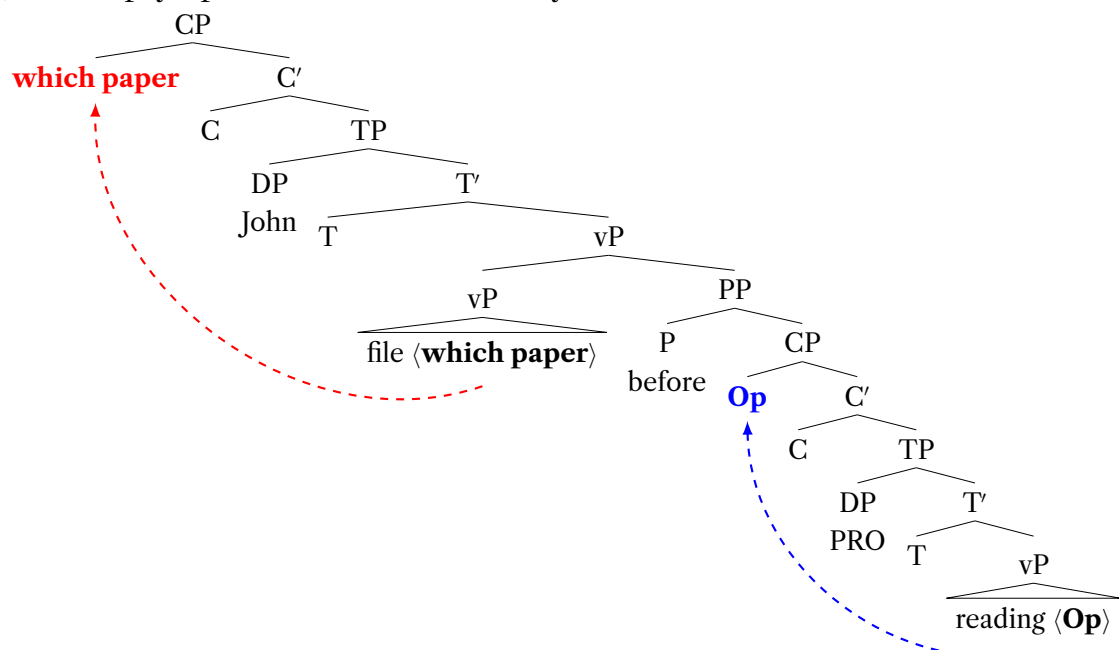 CP
which paper C′
C TP
DP T′
John T vP
vP PP
file ⟨which paper⟩ P CP
before Op C′
C TP
DP T′
PRO T vP
reading ⟨Op⟩